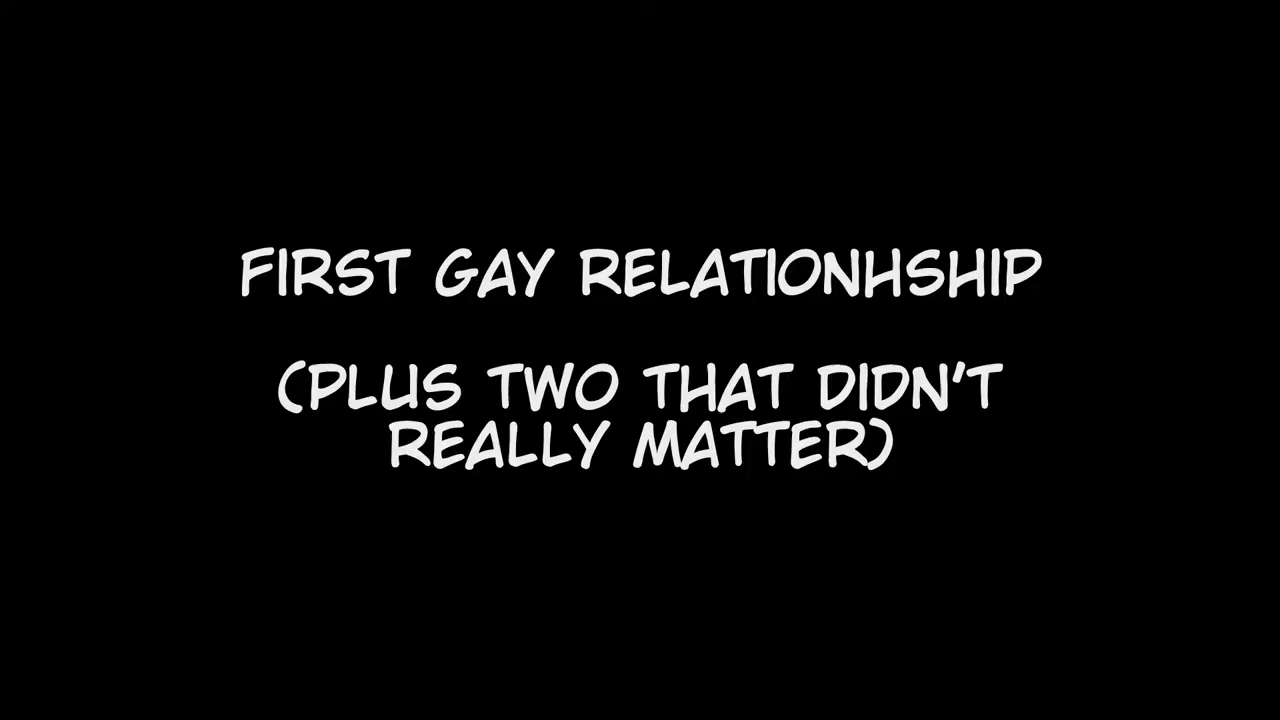 FIRST GAY RELATIONHSHIP
(PLUS TWO THAT DIDN'T
REALLY MATTER)